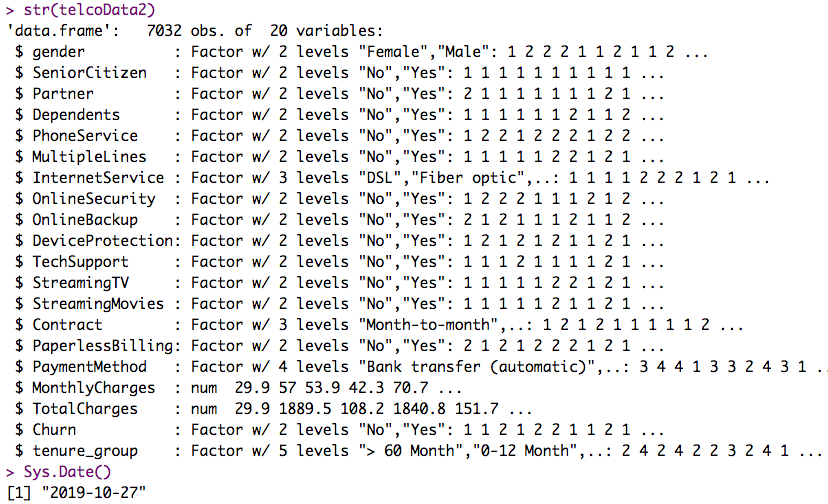 > str(telcoData2)
'data.frame':   7032 obs. of  20 variables:
 $ gender          : Factor w/ 2 levels "Female","Male": 1 2 2 2 1 1 2 1 1 2 ...
 $ SeniorCitizen   : Factor w/ 2 levels "No","Yes": 1 1 1 1 1 1 1 1 1 1 ...
 $ Partner         : Factor w/ 2 levels "No","Yes": 2 1 1 1 1 1 1 1 2 1 ...
 $ Dependents      : Factor w/ 2 levels "No","Yes": 1 1 1 1 1 1 2 1 1 2 ...
 $ PhoneService    : Factor w/ 2 levels "No","Yes": 1 2 2 1 2 2 2 1 2 2 ...
 $ MultipleLines   : Factor w/ 2 levels "No","Yes": 1 1 1 1 1 2 2 1 2 1 ...
 $ InternetService : Factor w/ 3 levels "DSL","Fiber optic",..: 1 1 1 1 2 2 2 1 2 1 ...
 $ OnlineSecurity  : Factor w/ 2 levels "No","Yes": 1 2 2 2 1 1 1 2 1 2 ...
 $ OnlineBackup    : Factor w/ 2 levels "No","Yes": 2 1 2 1 1 1 2 1 1 2 ...
 $ DeviceProtection: Factor w/ 2 levels "No","Yes": 1 2 1 2 1 2 1 1 2 1 ...
 $ TechSupport     : Factor w/ 2 levels "No","Yes": 1 1 1 2 1 1 1 1 2 1 ...
 $ StreamingTV     : Factor w/ 2 levels "No","Yes": 1 1 1 1 1 2 2 1 2 1 ...
 $ StreamingMovies : Factor w/ 2 levels "No","Yes": 1 1 1 1 1 2 1 1 2 1 ...
 $ Contract        : Factor w/ 3 levels "Month-to-month",..: 1 2 1 2 1 1 1 1 1 2 ...
 $ PaperlessBilling: Factor w/ 2 levels "No","Yes": 2 1 2 1 2 2 2 1 2 1 ...
 $ PaymentMethod   : Factor w/ 4 levels "Bank transfer (automatic)",..: 3 4 4 1 3 3 2 4 3 1 ..
 $ MonthlyCharges  : num  29.9 57 53.9 42.3 70.7 ...
 $ TotalCharges    : num  29.9 1889.5 108.2 1840.8 151.7 ...
 $ Churn           : Factor w/ 2 levels "No","Yes": 1 1 2 1 2 2 1 1 2 1 ...
 $ tenure_group    : Factor w/ 5 levels "> 60 Month","0-12 Month",..: 2 4 2 4 2 2 3 2 4 1 ...
> Sys.Date()
[1] "2019-10-27"